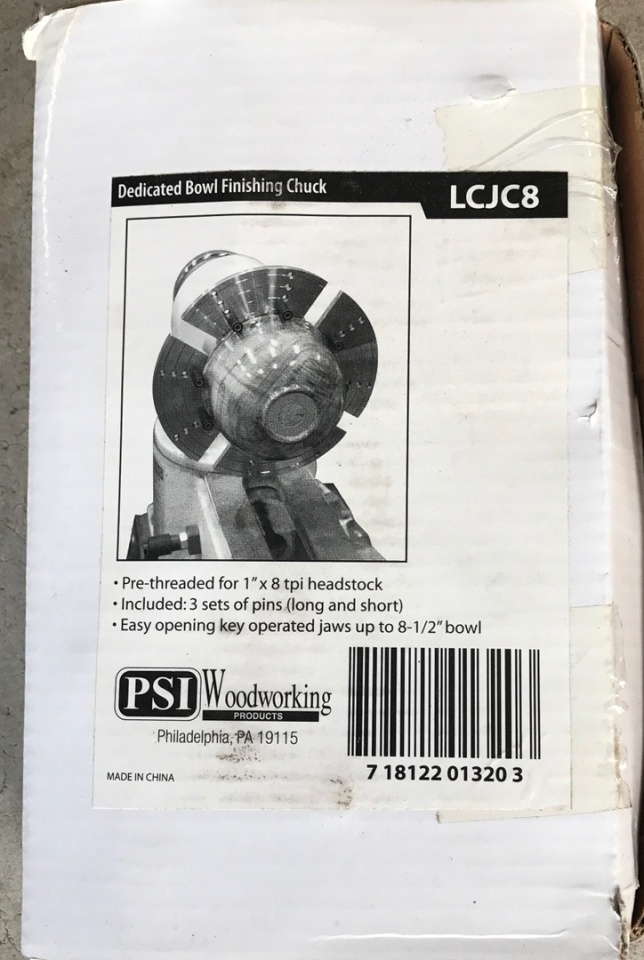 Dedicated Bowl Finishing Chuck
LCJC8
• Pre-threaded for 1” x 8 tpi headstock
• Included: 3 sets of pins (long and short)
• Easy opening key operated jaws up to 8-1/2” bowl
PSI Woodworking
PRODUCTS
Philadelphia, PA 19115
MADE IN CHINA
7 18122 01320 3